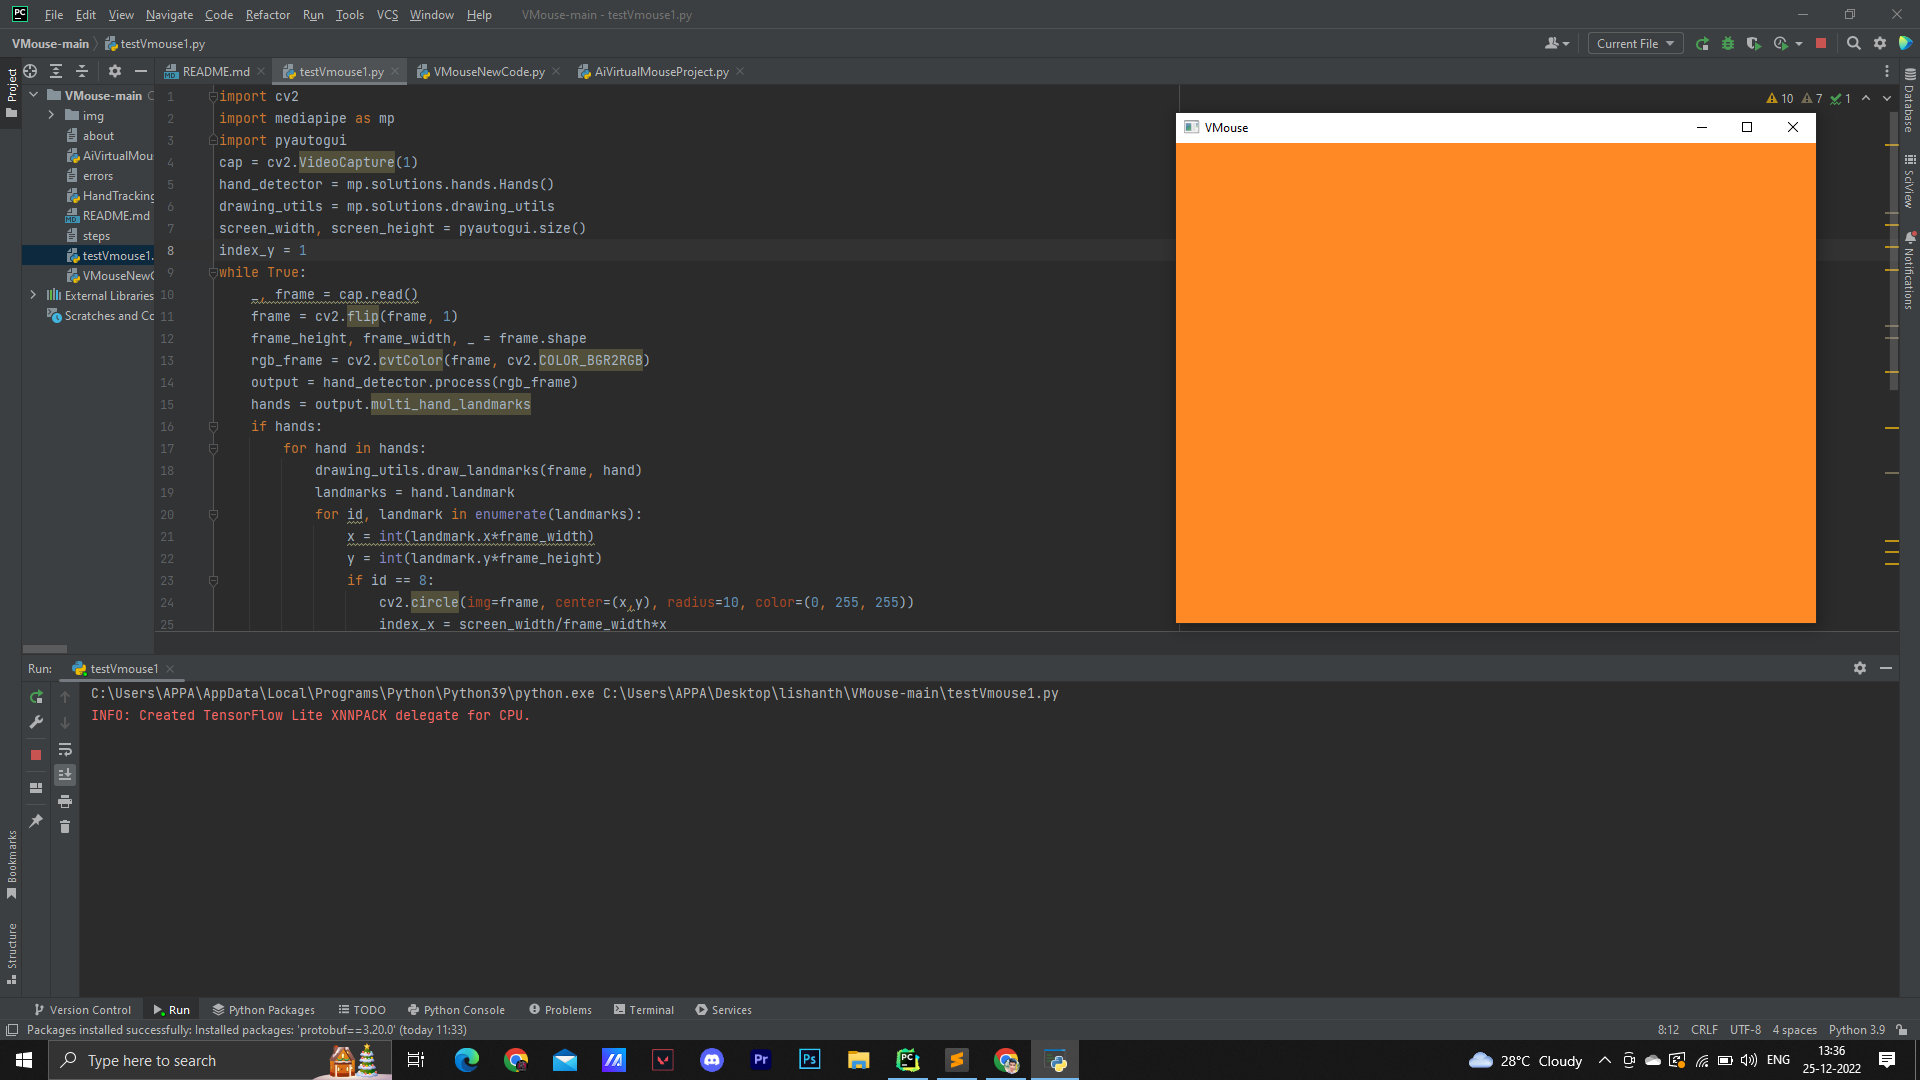 PC File Edit View Navigate Code Refactor Run Tools VCS Window Help VMouse-main - testVmouse1.py
VMouse-main testVmouse1.py
Current File
README.md testVmouse1.py VMouseNewCode.py AiVirtualMouseProject.py
Project
VMouse-main
img
about
AiVirtualMou
errors
HandTracking
README.md
steps
testVmouse1.
VMouseNewC
External Libraries
Scratches and Co
10 7 1
1 import cv2
2 import mediapipe as mp
3 import pyautogui
4 cap = cv2.VideoCapture(1)
5 hand_detector = mp.solutions.hands.Hands()
6 drawing_utils = mp.solutions.drawing_utils
7 screen_width, screen_height = pyautogui.size()
8 index_y = 1
9 while True:
10 _, frame = cap.read()
11 frame = cv2.flip(frame, 1)
12 frame_height, frame_width, _ = frame.shape
13 rgb_frame = cv2.cvtColor(frame, cv2.COLOR_BGR2RGB)
14 output = hand_detector.process(rgb_frame)
15 hands = output.multi_hand_landmarks
16 if hands:
17 for hand in hands:
18 drawing_utils.draw_landmarks(frame, hand)
19 landmarks = hand.landmark
20 for id, landmark in enumerate(landmarks):
21 x = int(landmark.x*frame_width)
22 y = int(landmark.y*frame_height)
23 if id == 8:
24 cv2.circle(img=frame, center=(x,y), radius=10, color=(0, 255, 255))
25 index_x = screen_width/frame_width*x
VMouse
Database
SciView
Notifications
Run: testVmouse1
C:\Users\APPA\AppData\Local\Programs\Python\Python39\python.exe C:\Users\APPA\Desktop\lishanth\VMouse-main\testVmouse1.py
INFO: Created TensorFlow Lite XNNPACK delegate for CPU.
Bookmarks
Structure
Version Control Run Python Packages TODO Python Console Problems Terminal Services
Packages installed successfully: Installed packages: 'protobuf==3.20.0' (today 11:33)
8:12 CRLF UTF-8 4 spaces Python 3.9
Type here to search
Pr
Ps
PC
28°C Cloudy
ENG
13:36
25-12-2022